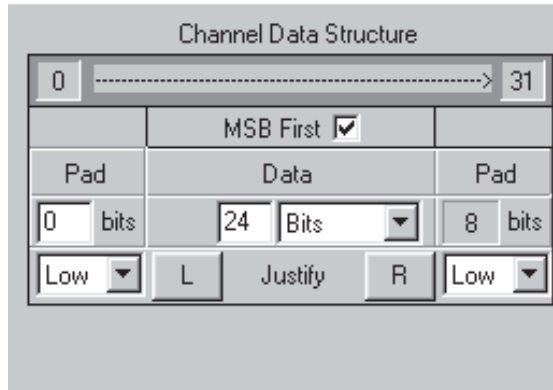 Channel Data Structure
0 31
MSB First
Pad Data Pad
0 bits 24 Bits 8 bits
Low L Justify R Low